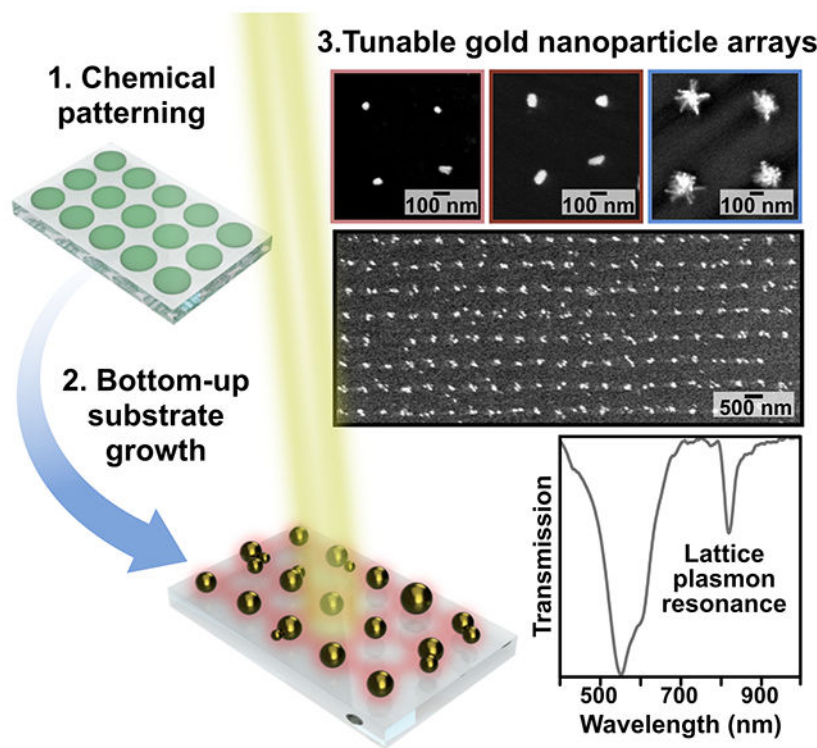 1. Chemical
patterning
2. Bottom-up
substrate
growth
3.Tunable gold nanoparticle arrays
100 nm
100 nm
100 nm
500 nm
Transmission
Lattice
plasmon
resonance
500 700 900
Wavelength (nm)